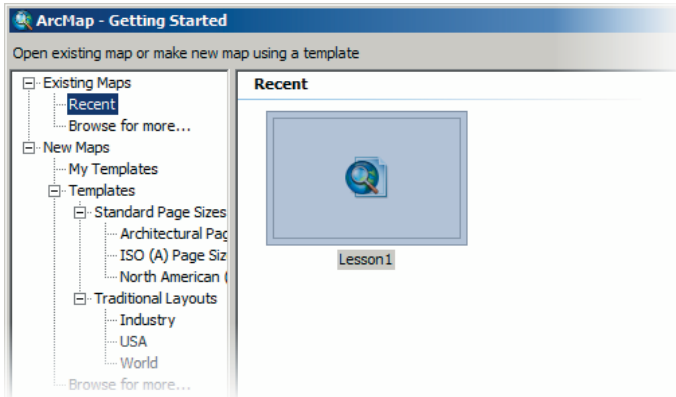 ArcMap - Getting Started
Open existing map or make new map using a template
Existing Maps
Recent
Browse for more...
New Maps
My Templates
Templates
Standard Page Sizes
Architectural Pag
ISO (A) Page Siz
North American (
Traditional Layouts
Industry
USA
World
Browse for more...
Recent
Lesson1